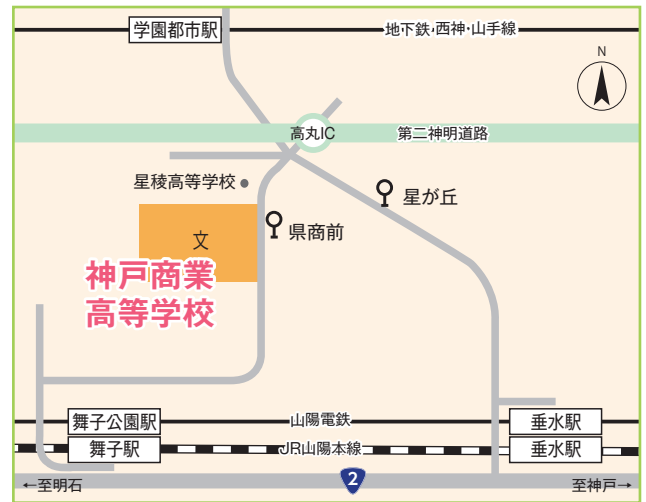 学園都市駅
地下鉄・西神・山手線
N
高丸IC
第二神明道路
星稜高等学校
星が丘
県商前
文
神戸商業
高等学校
舞子公園駅
山陽電鉄
垂水駅
舞子駅
JR山陽本線
垂水駅
←至明石
2
至神戸→